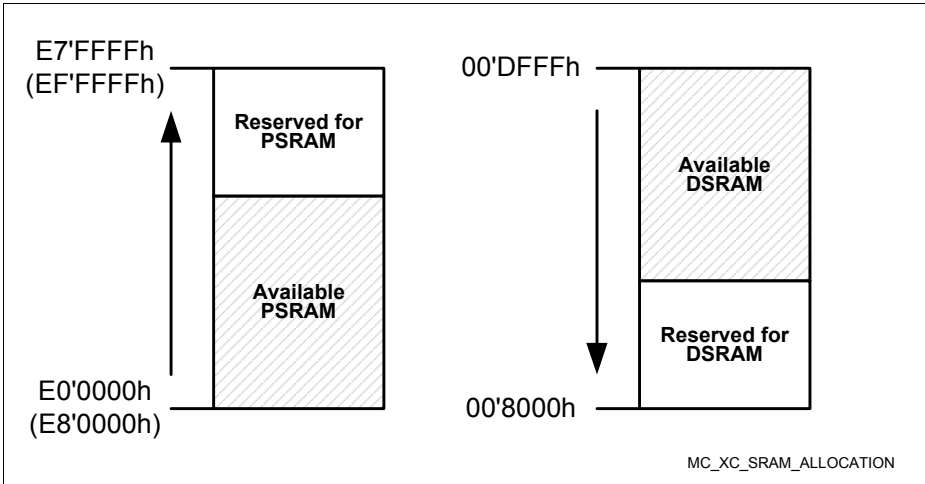 E7'FFFFh
(EF'FFFFh)
Reserved for
PSRAM
Available
PSRAM
E0'0000h
(E8'0000h)
00'DFFFh
Available
DSRAM
Reserved for
DSRAM
00'8000h
MC_XC_SRAM_ALLOCATION